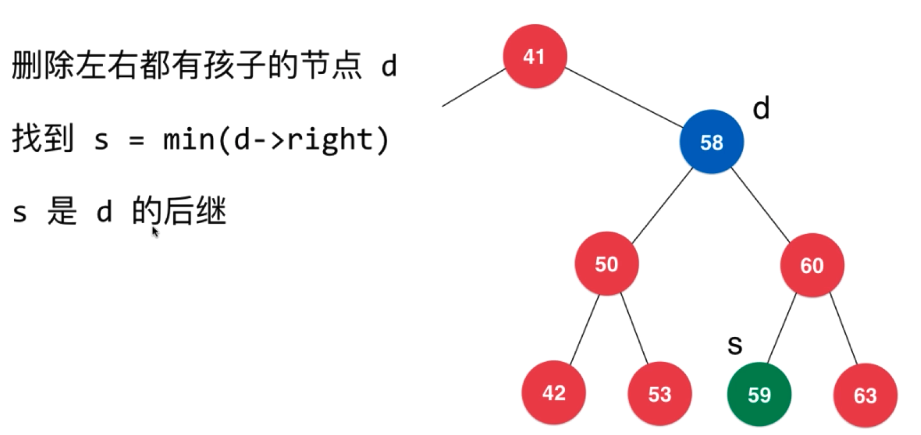 删除左右都有孩子的节点 d
找到 s = min(d->right)
s 是 d 的后继
41
d
58
50
60
s
42
53
59
63